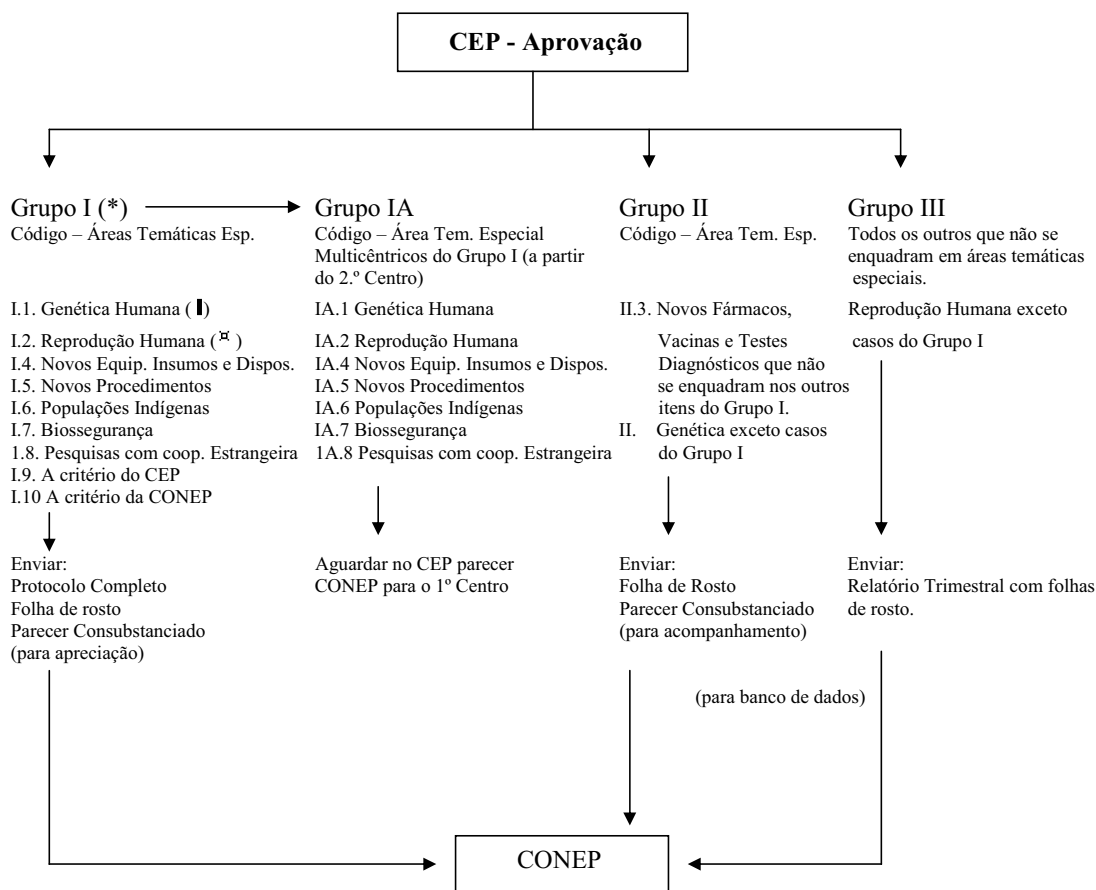 CEP - Aprovação
Grupo I (*)
Código – Áreas Temáticas Esp.
I.1. Genética Humana ( )
I.2. Reprodução Humana (¤)
I.4. Novos Equip. Insumos e Dispos.
I.5. Novos Procedimentos
I.6. Populações Indígenas
I.7. Biossegurança
1.8. Pesquisas com coop. Estrangeira
I.9. A critério do CEP
I.10 A critério da CONEP
Enviar:
Protocolo Completo
Folha de rosto
Parecer Consubstanciado
(para apreciação)
Grupo IA
Código – Área Tem. Especial
Multicêntricos do Grupo I (a partir
do 2.º Centro)
IA.1 Genética Humana
IA.2 Reprodução Humana
IA.4 Novos Equip. Insumos e Dispos.
IA.5 Novos Procedimentos
IA.6 Populações Indígenas
IA.7 Biossegurança
1A.8 Pesquisas com coop. Estrangeira
Aguardar no CEP parecer
CONEP para o 1º Centro
Grupo II
Código – Área Tem. Esp.
II.3. Novos Fármacos,
Vacinas e Testes
Diagnósticos que não
se enquadram nos outros
itens do Grupo I.
II. Genética exceto casos
do Grupo I
Enviar:
Folha de Rosto
Parecer Consubstanciado
(para acompanhamento)
Grupo III
Todos os outros que não se
enquadram em áreas temáticas
especiais.
Reprodução Humana exceto
casos do Grupo I
Enviar:
Relatório Trimestral com folhas
de rosto.
(para banco de dados)
CONEP